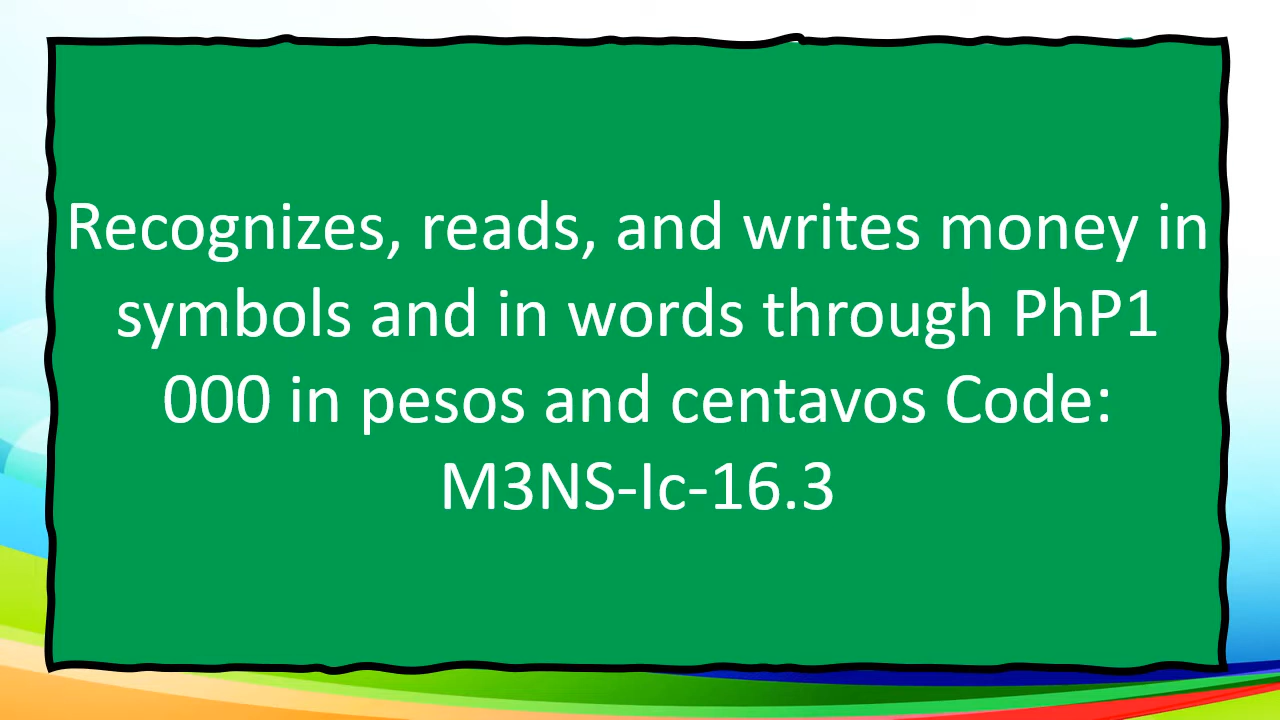 Recognizes, reads, and writes money in
symbols and in words through PhP1
000 in pesos and centavos Code:
M3NS-Ic-16.3